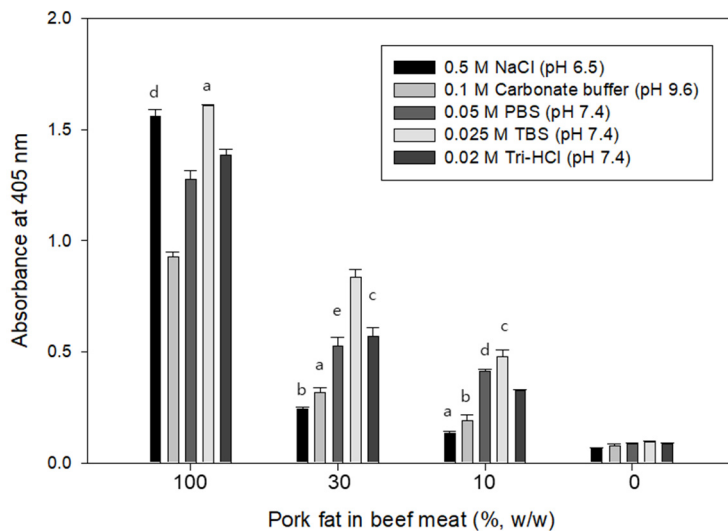 2.0
1.5
1.0
0.5
0.0
Absorbance at 405 nm
0.5 M NaCl (pH 6.5)
0.1 M Carbonate buffer (pH 9.6)
0.05 M PBS (pH 7.4)
0.025 M TBS (pH 7.4)
0.02 M Tri-HCl (pH 7.4)
d a
b a e c
a b d c
100 30 10 0
Pork fat in beef meat (%, w/w)